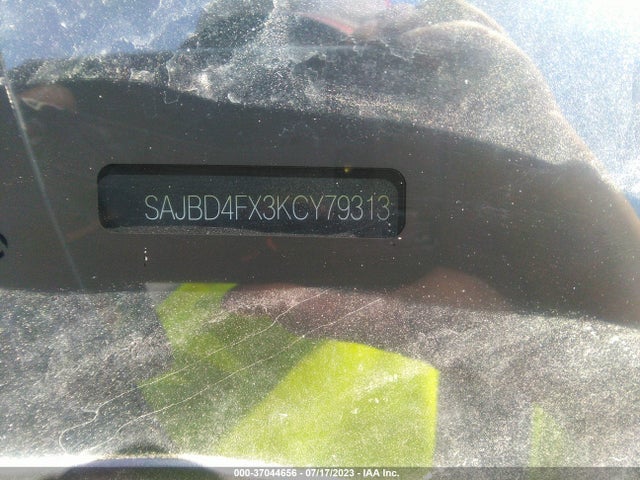 SAJBD4FX3KCY79313
000-37044656 - 07/17/2023 - IAA Inc.